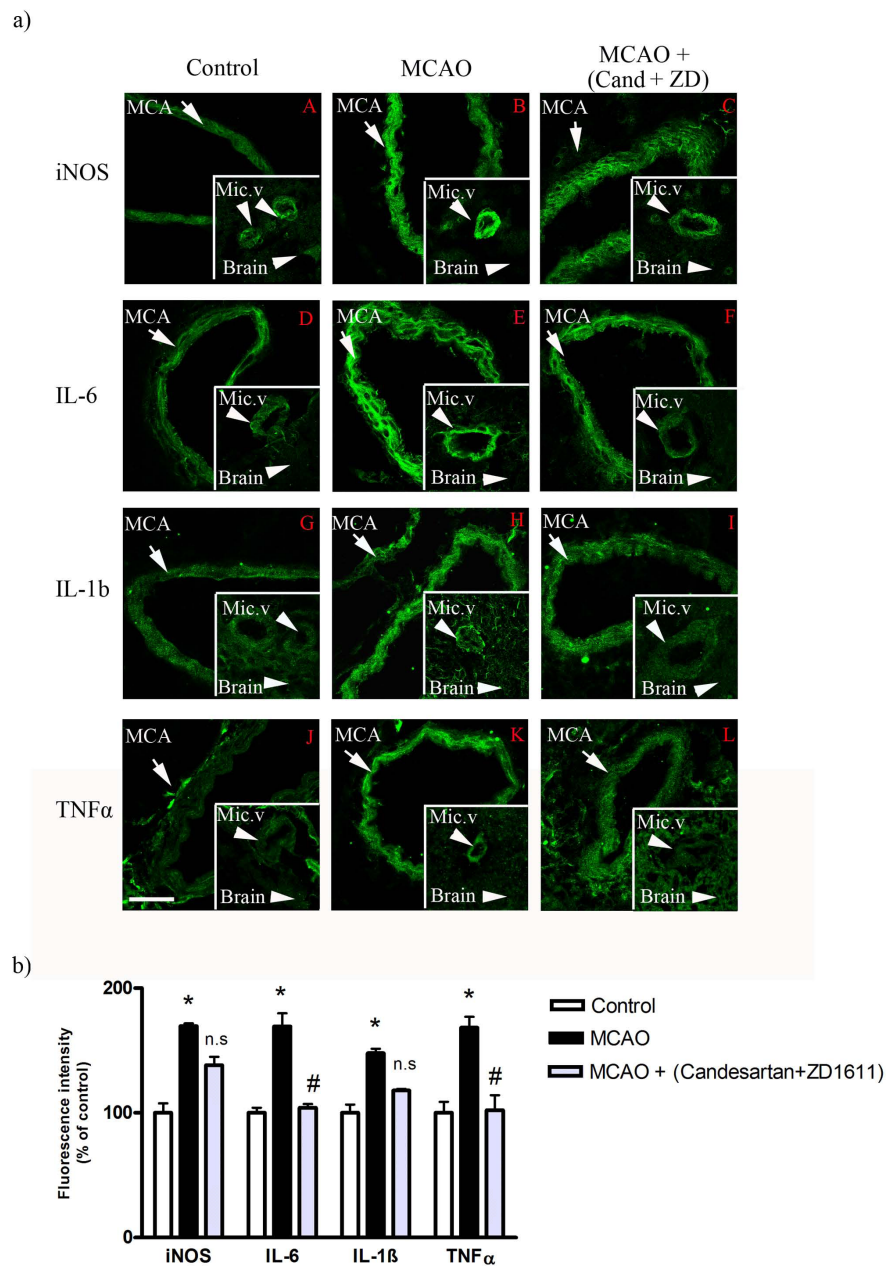 a)
Control
MCAO
MCAO +
(Cand + ZD)
iNOS
MCA
A
Mic.v
Brain
MCA
B
Mic.v
Brain
MCA
C
Mic.v
Brain
IL-6
MCA
D
Mic.v
Brain
MCA
E
Mic.v
Brain
MCA
F
Mic.v
Brain
IL-1b
MCA
G
Mic.v
Brain
MCA
H
Mic.v
Brain
MCA
I
Mic.v
Brain
TNFα
MCA
J
Mic.v
Brain
MCA
K
Mic.v
Brain
MCA
L
Mic.v
Brain
b)
Fluorescence intensity
(% of control)
200
100
0
*
n.s
*
#
*
n.s
*
#
iNOS
IL-6
IL-1ß
TNFα
Control
MCAO
MCAO + (Candesartan+ZD1611)